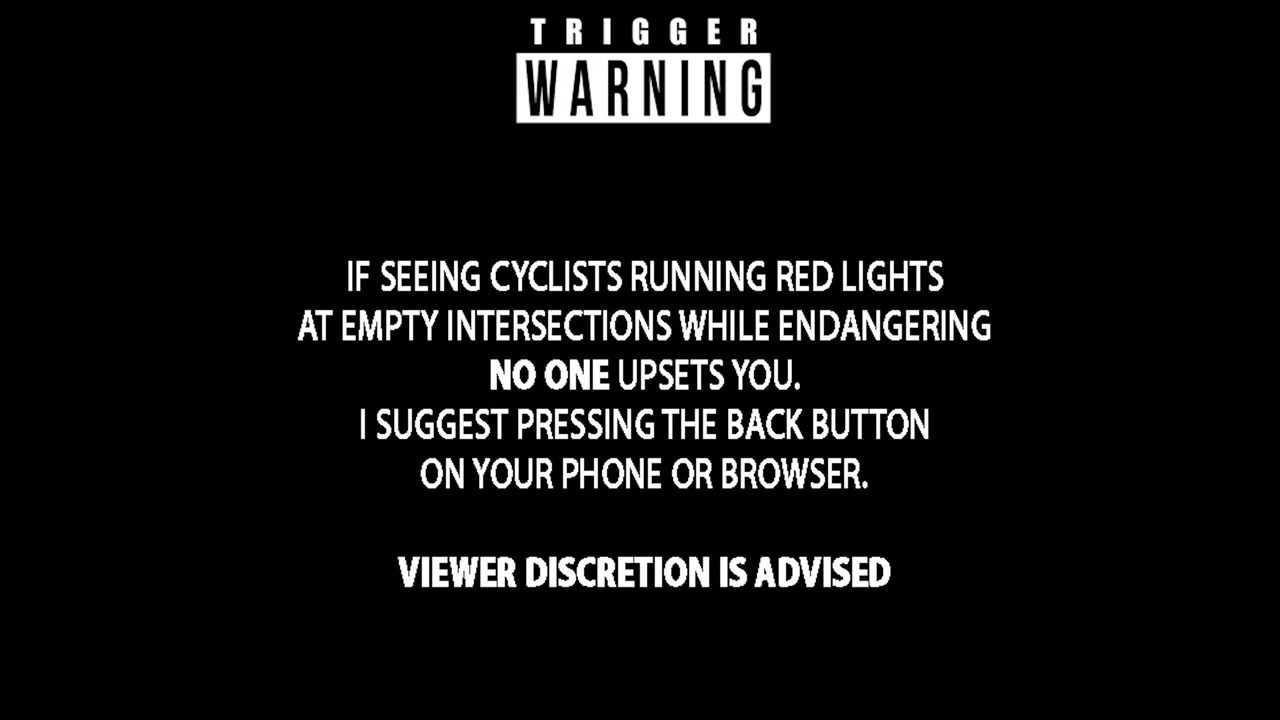 TRIGGER
WARNING
IF SEEING CYCLISTS RUNNING RED LIGHTS
AT EMPTY INTERSECTIONS WHILE ENDANGERING
NO ONE UPSETS YOU.
I SUGGEST PRESSING THE BACK BUTTON
ON YOUR PHONE OR BROWSER.
VIEWER DISCRETION IS ADVISED